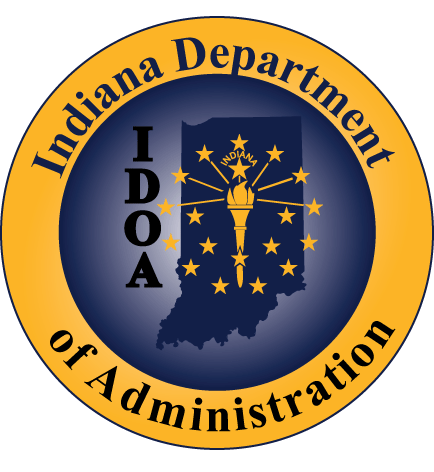 Indiana Department
of Administration
IDOA
INDIANA